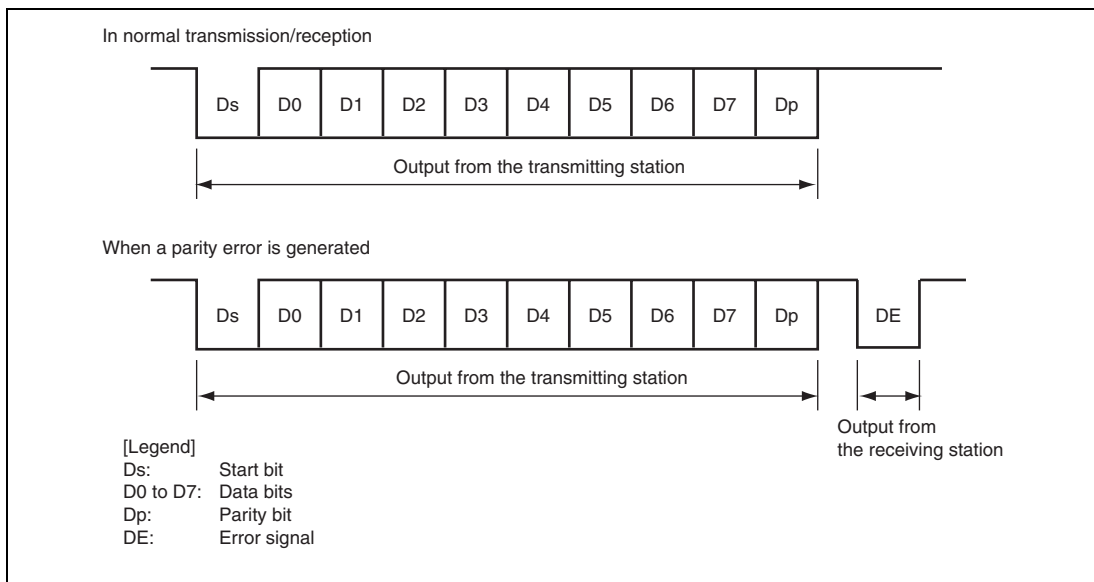 In normal transmission/reception
Ds D0 D1 D2 D3 D4 D5 D6 D7 Dp
Output from the transmitting station
When a parity error is generated
Ds D0 D1 D2 D3 D4 D5 D6 D7 Dp DE
Output from the transmitting station
Output from
the receiving station
[Legend]
Ds: Start bit
D0 to D7: Data bits
Dp: Parity bit
DE: Error signal